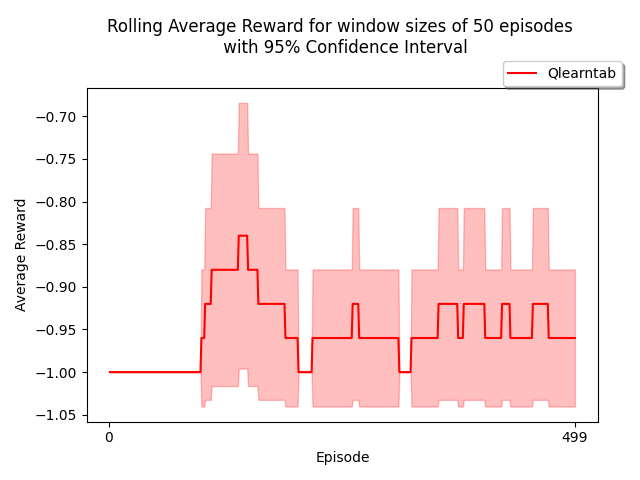 Rolling Average Reward for window sizes of 50 episodes
with 95% Confidence Interval
Qlearntab
−0.70
−0.75
−0.80
−0.85
−0.90
−0.95
−1.00
−1.05
Average Reward
0
499
Episode